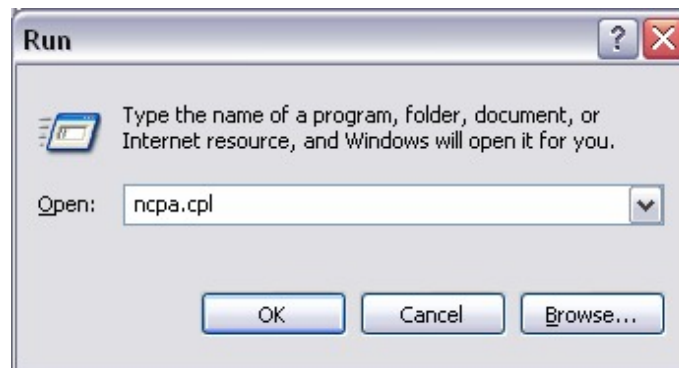 Run
Type the name of a program, folder, document, or
Internet resource, and Windows will open it for you.
Open: ncpa.cpl
OK Cancel Browse...